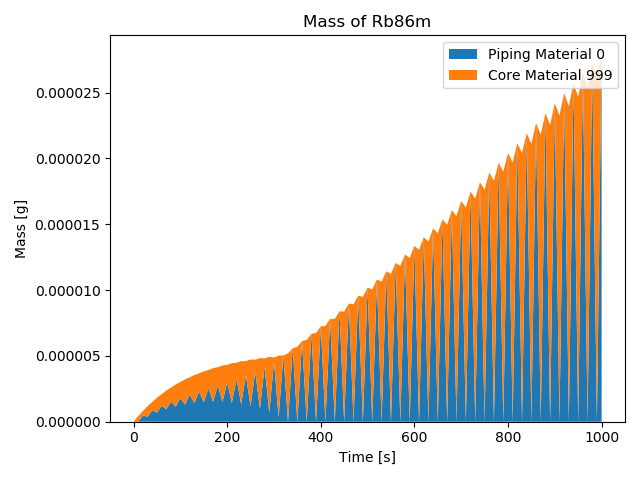 Mass of Rb86m
Piping Material 0
Core Material 999
Mass [g]
0.000025
0.000020
0.000015
0.000010
0.000005
0.000000
0 200 400 600 800 1000
Time [s]